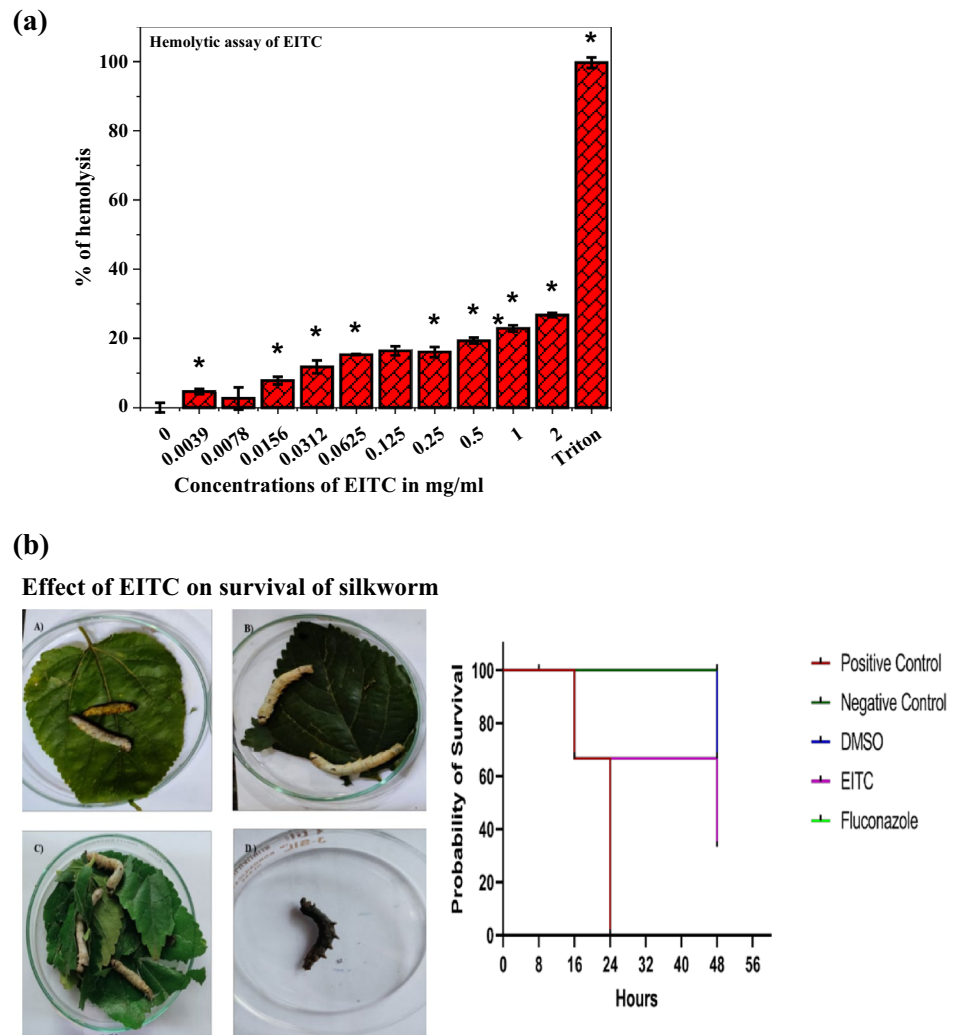 (a)
Hemolytic assay of EITC
% of hemolysis
100
80
60
40
20
0
* * * * * * * * * *
0 0.0039 0.0078 0.0156 0.0312 0.0625 0.125 0.25 0.5 1 2 Triton
Concentrations of EITC in mg/ml
(b)
Effect of EITC on survival of silkworm
A)
B)
C)
D)
Probability of Survival
100
80
60
40
20
0
0 8 16 24 32 40 48 56
Hours
Positive Control
Negative Control
DMSO
EITC
Fluconazole